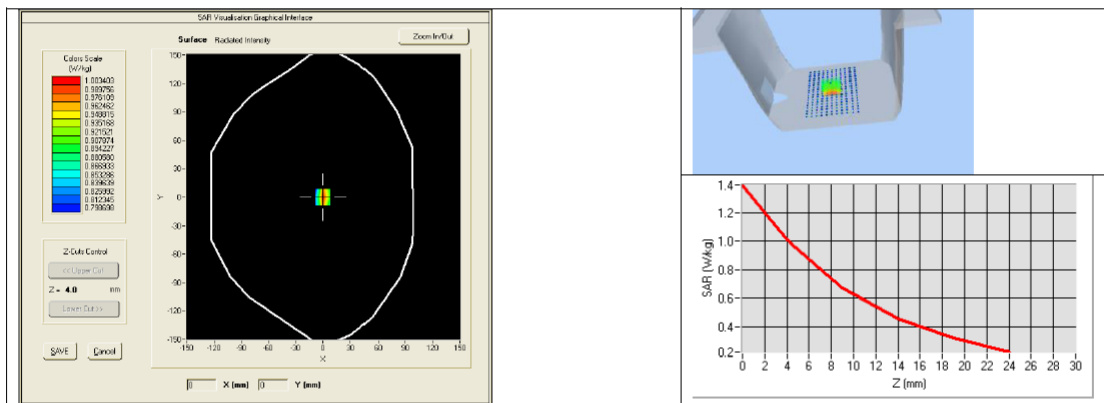 SAR Visualisation Graphical Interface
Surface Radiated Intensity
Zoom In/Out
Colors Scale
(W/kg)
1.003403
0.989756
0.976109
0.962462
0.948815
0.935168
0.921521
0.907874
0.894227
0.880580
0.866933
0.853286
0.839639
0.825992
0.812345
0.798698
Z-Cuts Control
<< Upper Cut
Z = 4.0 mm
Lower Cut >>
SAVE Cancel
150
120
90
60
30
0
-30
-60
-90
-120
-150
Y
-150 -120 -90 -60 -30 0 30 60 90 120 150
X
0 X (mm) 0 Y (mm)
1.4
1.2
1.0
0.8
0.6
0.4
0.2
SAR (W/kg)
0 2 4 6 8 10 12 14 16 18 20 22 24 26 28 30
Z (mm)